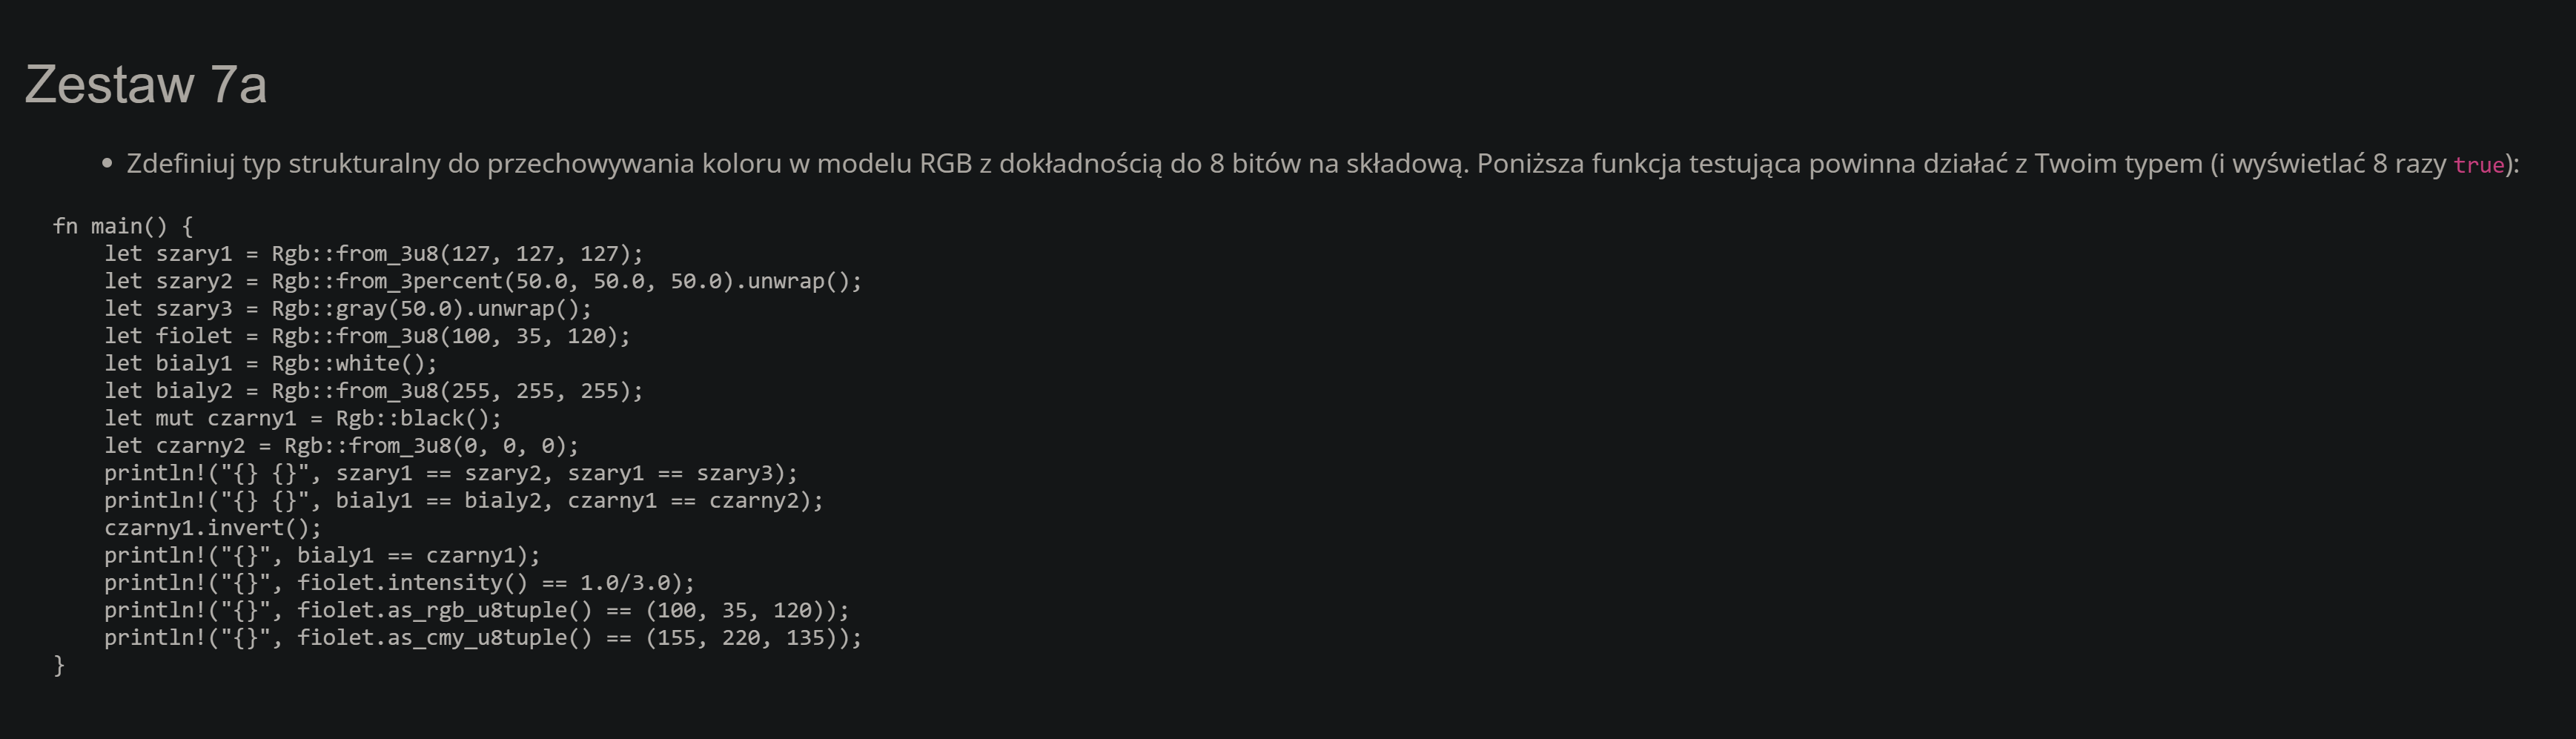 Zestaw 7a
• Zdefiniuj typ strukturalny do przechowywania koloru w modelu RGB z dokładnością do 8 bitów na składową. Poniższa funkcja testująca powinna działać z Twoim typem (i wyświetlać 8 razy true):
fn main() {
    let szary1 = Rgb::from_3u8(127, 127, 127);
    let szary2 = Rgb::from_3percent(50.0, 50.0, 50.0).unwrap();
    let szary3 = Rgb::gray(50.0).unwrap();
    let fiolet = Rgb::from_3u8(100, 35, 120);
    let bialy1 = Rgb::white();
    let bialy2 = Rgb::from_3u8(255, 255, 255);
    let mut czarny1 = Rgb::black();
    let czarny2 = Rgb::from_3u8(0, 0, 0);
    println!("{} {}", szary1 == szary2, szary1 == szary3);
    println!("{} {}", bialy1 == bialy2, czarny1 == czarny2);
    czarny1.invert();
    println!("{}", bialy1 == czarny1);
    println!("{}", fiolet.intensity() == 1.0/3.0);
    println!("{}", fiolet.as_rgb_u8tuple() == (100, 35, 120));
    println!("{}", fiolet.as_cmy_u8tuple() == (155, 220, 135));
}